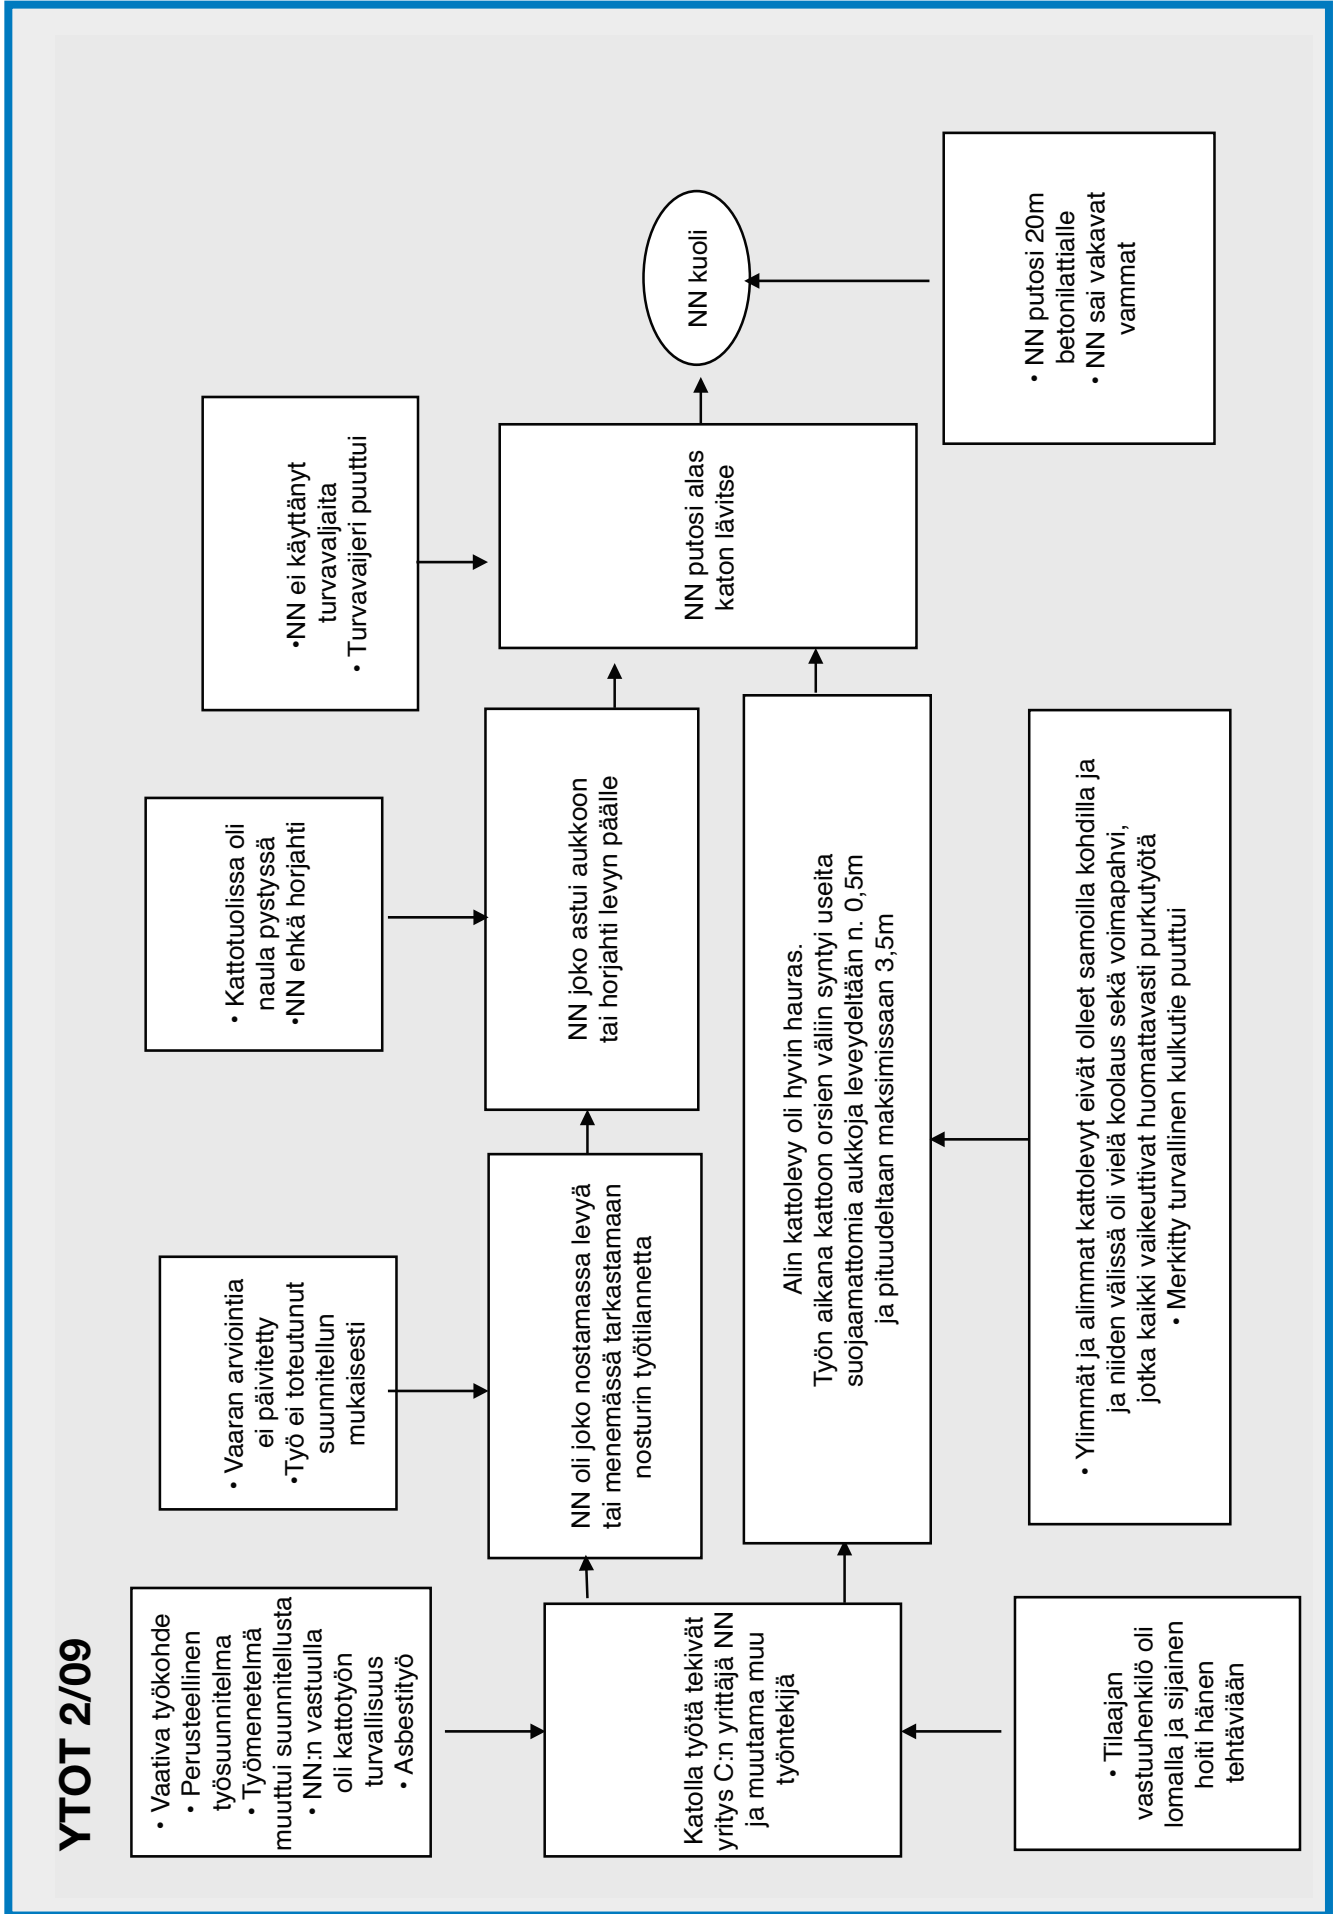 YTOT 2/09
• Vaativa työkohde
• Perusteellinen
työsuunnitelma
• Työmenetelmä
muuttui suunnitellusta
• NN:n vastuulla
oli kattotyön
turvallisuus
• Asbestityö
• Vaaran arviointia
ei päivitetty
•Työ ei toteutunut
suunnitellun
mukaisesti
• Kattotuolissa oli
naula pystyssä
•NN ehkä horjahti
•NN ei käyttänyt
turvavaljaita
• Turvavaijeri puuttui
Katolla työtä tekivät
yritys C:n yrittäjä NN
ja muutama muu
työntekijä
NN oli joko nostamassa levyä
tai menemässä tarkastamaan
nosturin työtilannetta
NN joko astui aukkoon
tai horjahti levyn päälle
NN putosi alas
katon lävitse
NN kuoli
Alin kattolevy oli hyvin hauras.
Työn aikana kattoon orsien väliin syntyi useita
suojaamattomia aukkoja leveydeltään n. 0,5m
ja pituudeltaan maksimissaan 3,5m
• Tilaajan
vastuuhenkilö oli
lomalla ja sijainen
hoiti hänen
tehtäviään
• Ylimmät ja alimmat kattolevyt eivät olleet samoilla kohdilla ja
ja niiden välissä oli vielä koolaus sekä voimapahvi,
jotka kaikki vaikeuttivat huomattavasti purkutyötä
• Merkitty turvallinen kulkutie puuttui
• NN putosi 20m
betonilattialle
• NN sai vakavat
vammat